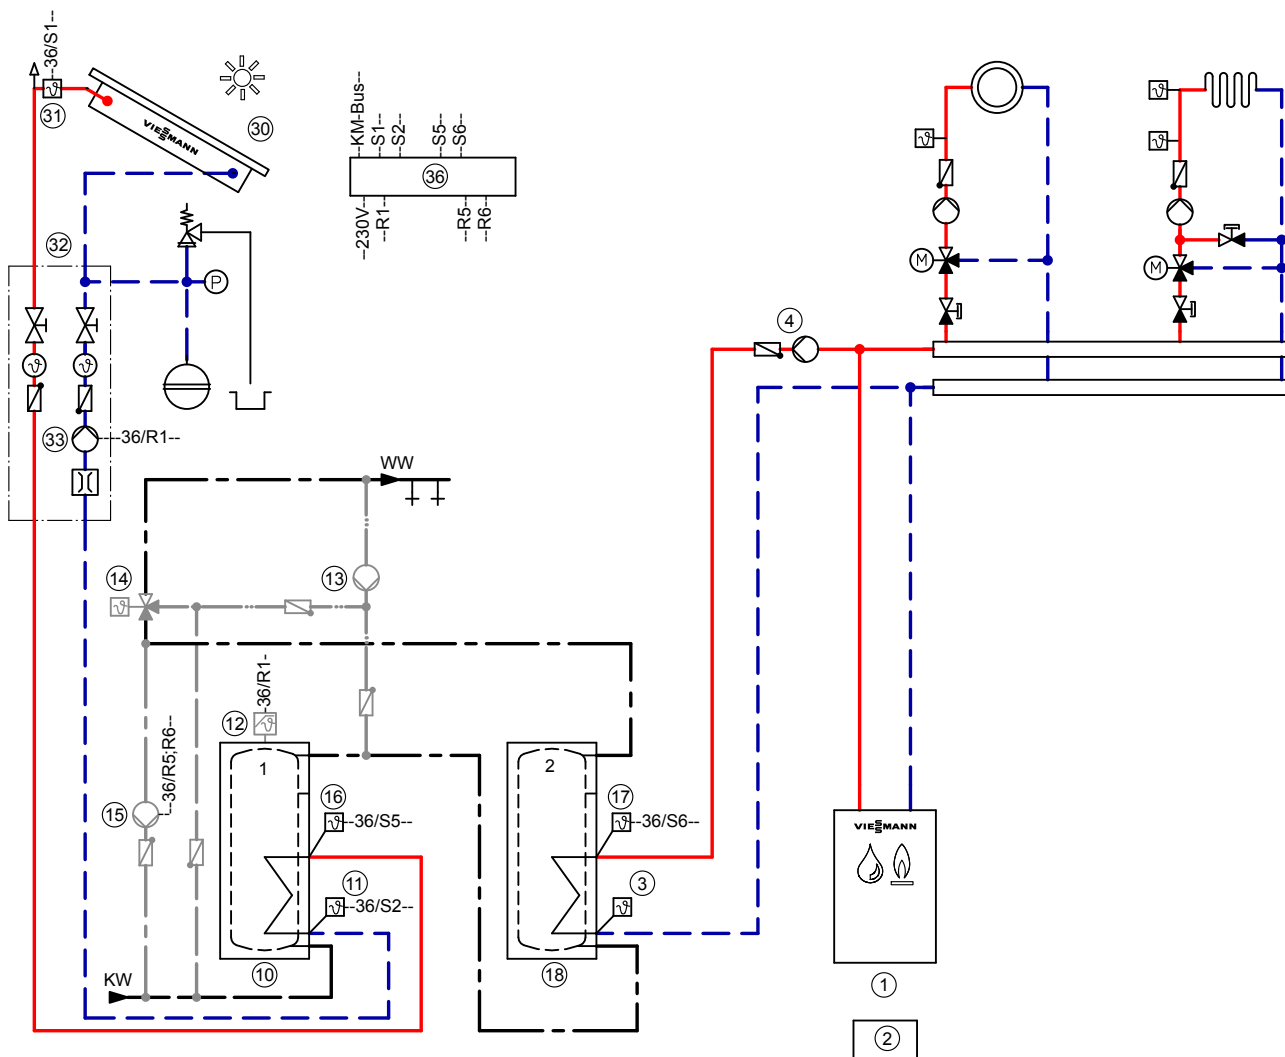 --36/S1---
31
VIESMANN
30
--KM-Bus--
--S1--
--S2--
--S5--
--S6--
36
--230V--
--R1--
--R5--
--R6--
32
P
33
----36/R1--
M
M
4
WW
14
13
--36/R5;R6--
15
12
--36/R1-
1
2
16
--36/S5--
17
--36/S6--
11
--36/S2--
3
KW
10
18
VIESMANN
1
2